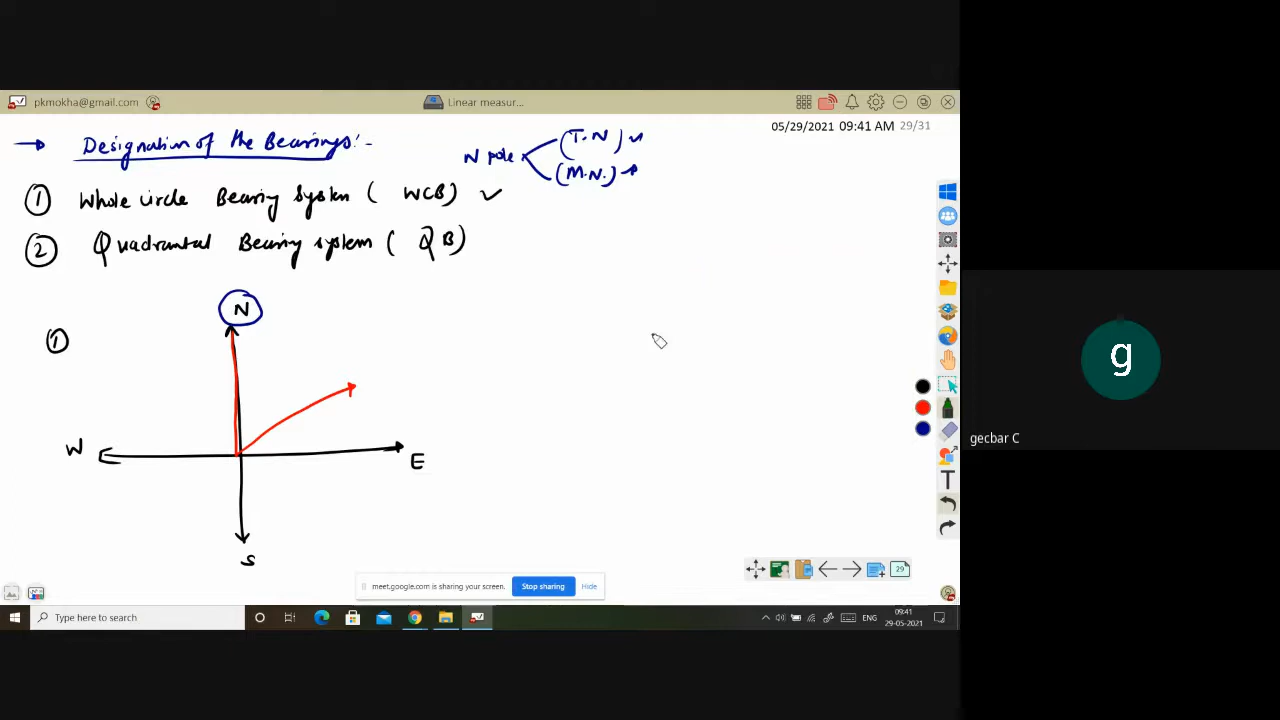 pkmokha@gmail.com
Linear measur...
05/29/2021 09:41 AM 29/31
→ Designation of the Bearings:-
N pole
(T.N)
(M.N.)
① Whole circle Bearing System ( WCB) ✓
② Quadrantal Bearing system ( QB)
①
N
W
E
S
T
29
g
gecbar C
meet.google.com is sharing your screen.
Stop sharing
Hide
Type here to search
ENG
09:41
29-05-2021